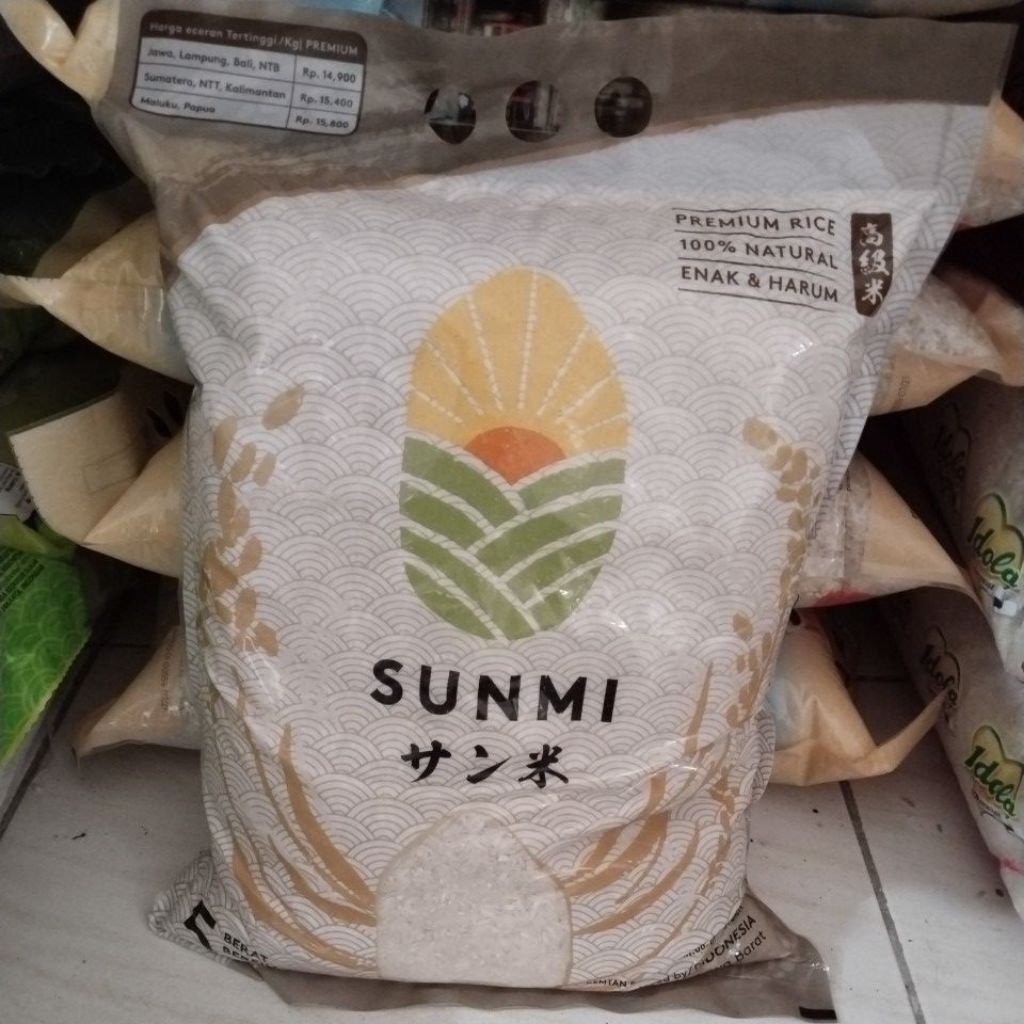 Harga eceran Tertinggi/Kg| PREMIUM
Jawa, Lampung, Bali, NTB Rp. 14,900
Sumatera, NTT, Kalimantan Rp. 15,400
Maluku, Papua Rp. 15,800
PREMIUM RICE
100% NATURAL
ENAK & HARUM
高級米
SUNMI
サン米
5
BERAT
INDONESIA
Barat
Idola
Idola
Idola